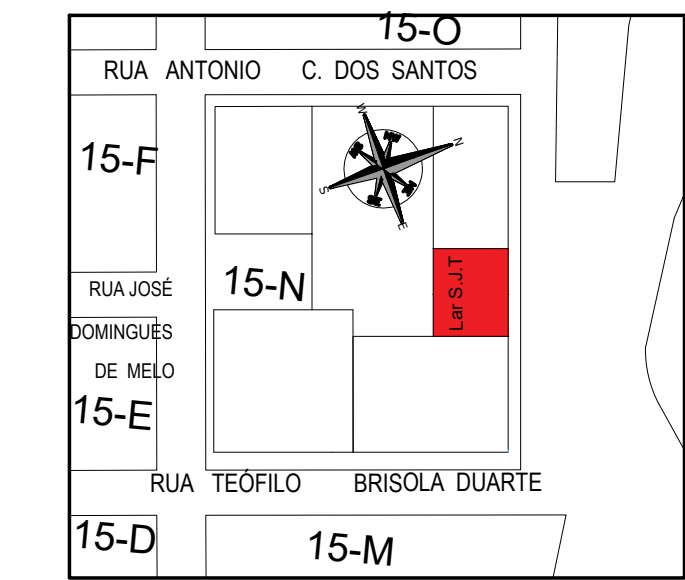 15-O
RUA ANTONIO C. DOS SANTOS
15-F
W
N
S
E
15-N
Lar S.J.T
RUA JOSÉ
DOMINGUES
DE MELO
15-E
RUA TEÓFILO BRISOLA DUARTE
15-D
15-M